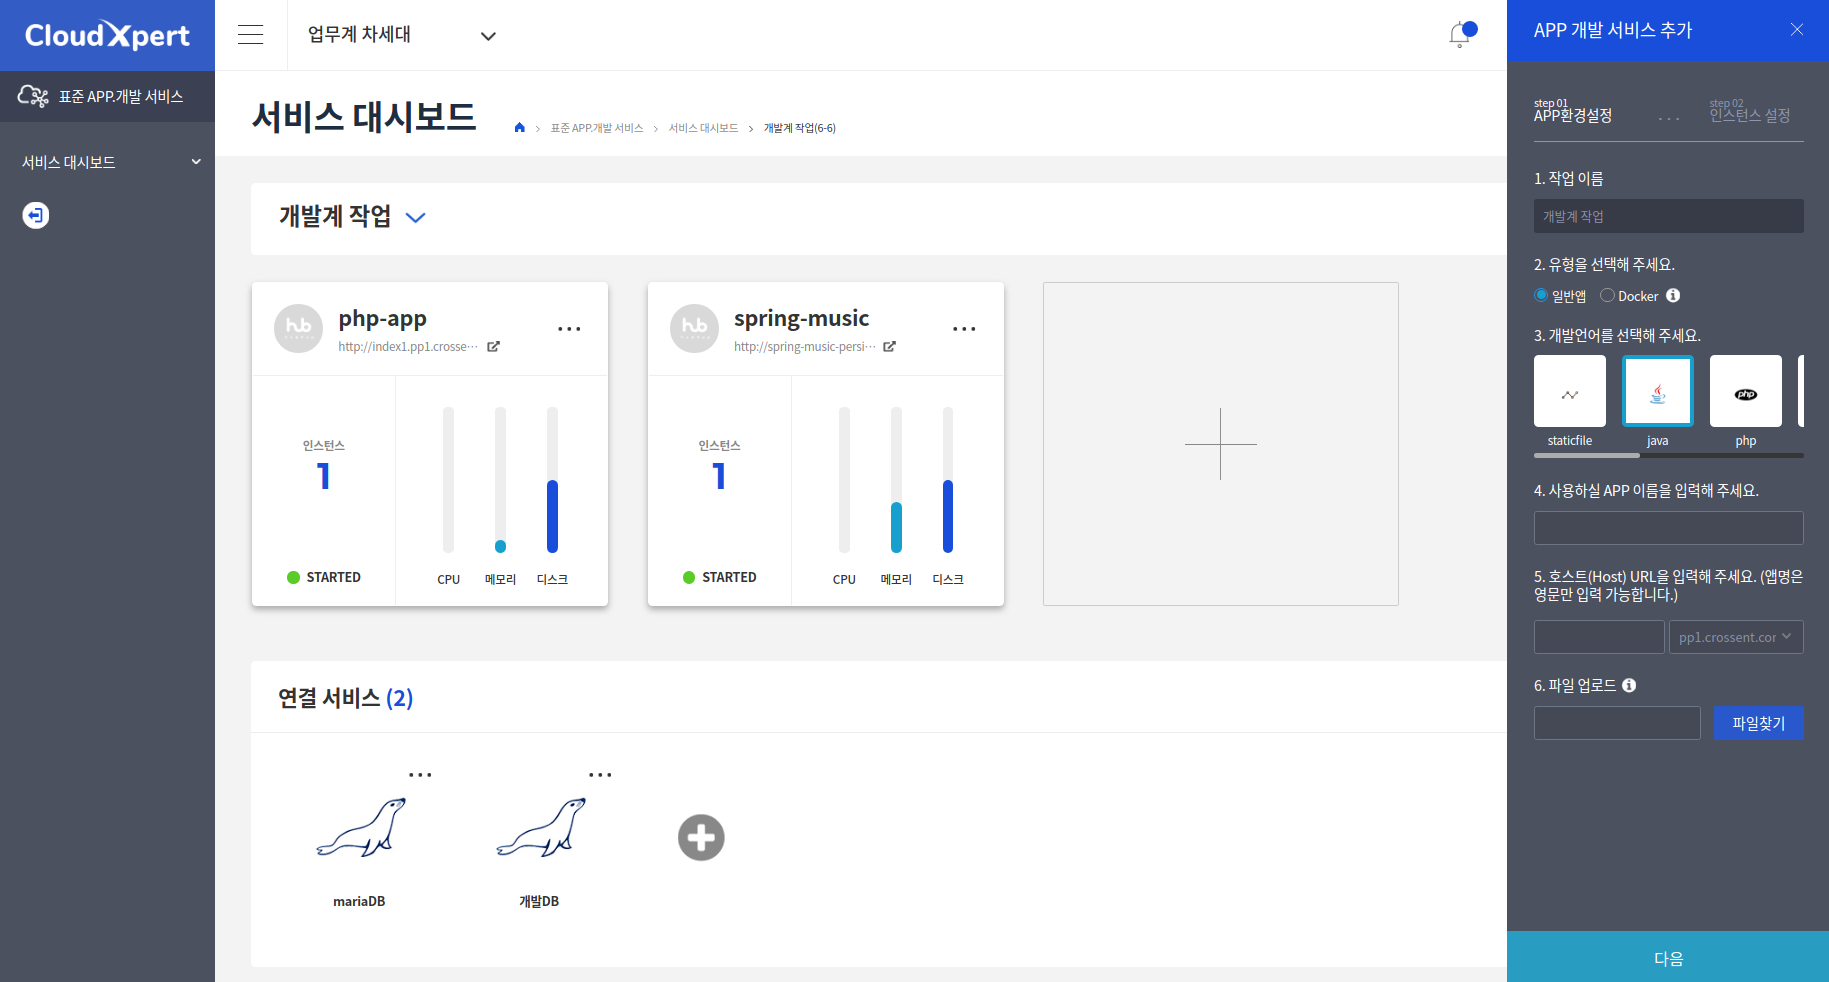 CloudXpert
표준 APP.개발 서비스
서비스 대시보드
업무계 차세대
서비스 대시보드
표준 APP.개발 서비스 > 서비스 대시보드 > 개발계 작업(6-6)
개발계 작업
php-app
http://index1.pp1.crosse…
인스턴스
1
STARTED
CPU 메모리 디스크
spring-music
http://spring-music-persi…
인스턴스
1
STARTED
CPU 메모리 디스크
연결 서비스 (2)
mariaDB
개발DB
APP 개발 서비스 추가
step 01
APP환경설정
...
step 02
인스턴스 설정
1. 작업 이름
개발계 작업
2. 유형을 선택해 주세요.
일반앱 Docker
3. 개발언어를 선택해 주세요.
php
staticfile java php
4. 사용하실 APP 이름을 입력해 주세요.
5. 호스트(Host) URL을 입력해 주세요. (앱명은
영문만 입력 가능합니다.)
pp1.crossent.cor
6. 파일 업로드
파일찾기
다음